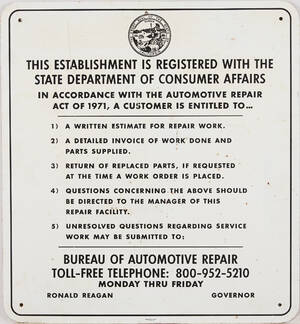 THIS ESTABLISHMENT IS REGISTERED WITH THE
STATE DEPARTMENT OF CONSUMER AFFAIRS
IN ACCORDANCE WITH THE AUTOMOTIVE REPAIR
ACT OF 1971, A CUSTOMER IS ENTITLED TO...
1) A WRITTEN ESTIMATE FOR REPAIR WORK.
2) A DETAILED INVOICE OF WORK DONE AND
PARTS SUPPLIED.
3) RETURN OF REPLACED PARTS, IF REQUESTED
AT THE TIME A WORK ORDER IS PLACED.
4) QUESTIONS CONCERNING THE ABOVE SHOULD
BE DIRECTED TO THE MANAGER OF THIS
REPAIR FACILITY.
5) UNRESOLVED QUESTIONS REGARDING SERVICE
WORK MAY BE SUBMITTED TO:
BUREAU OF AUTOMOTIVE REPAIR
TOLL-FREE TELEPHONE: 800-952-5210
MONDAY THRU FRIDAY
RONALD REAGAN GOVERNOR